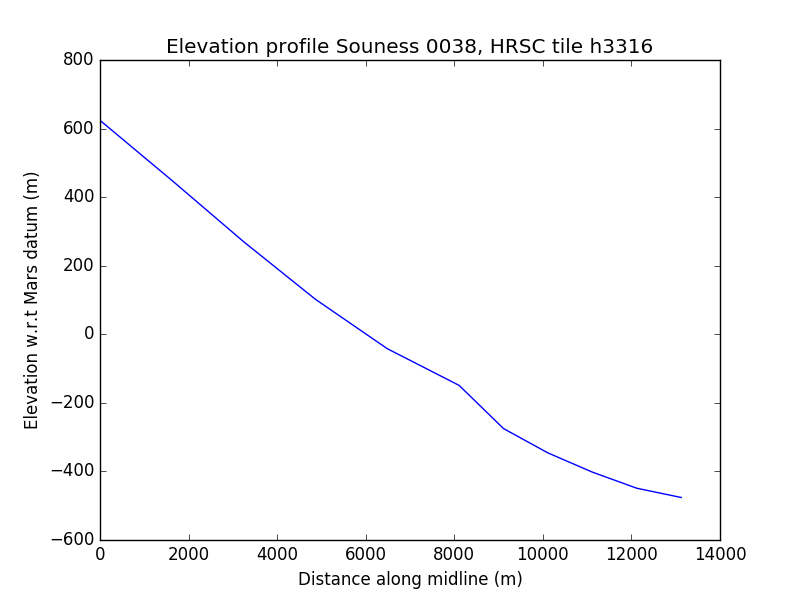 Elevation profile Souness 0038, HRSC tile h3316
800
600
400
200
0
−200
−400
−600
Elevation w.r.t Mars datum (m)
0 2000 4000 6000 8000 10000 12000 14000
Distance along midline (m)